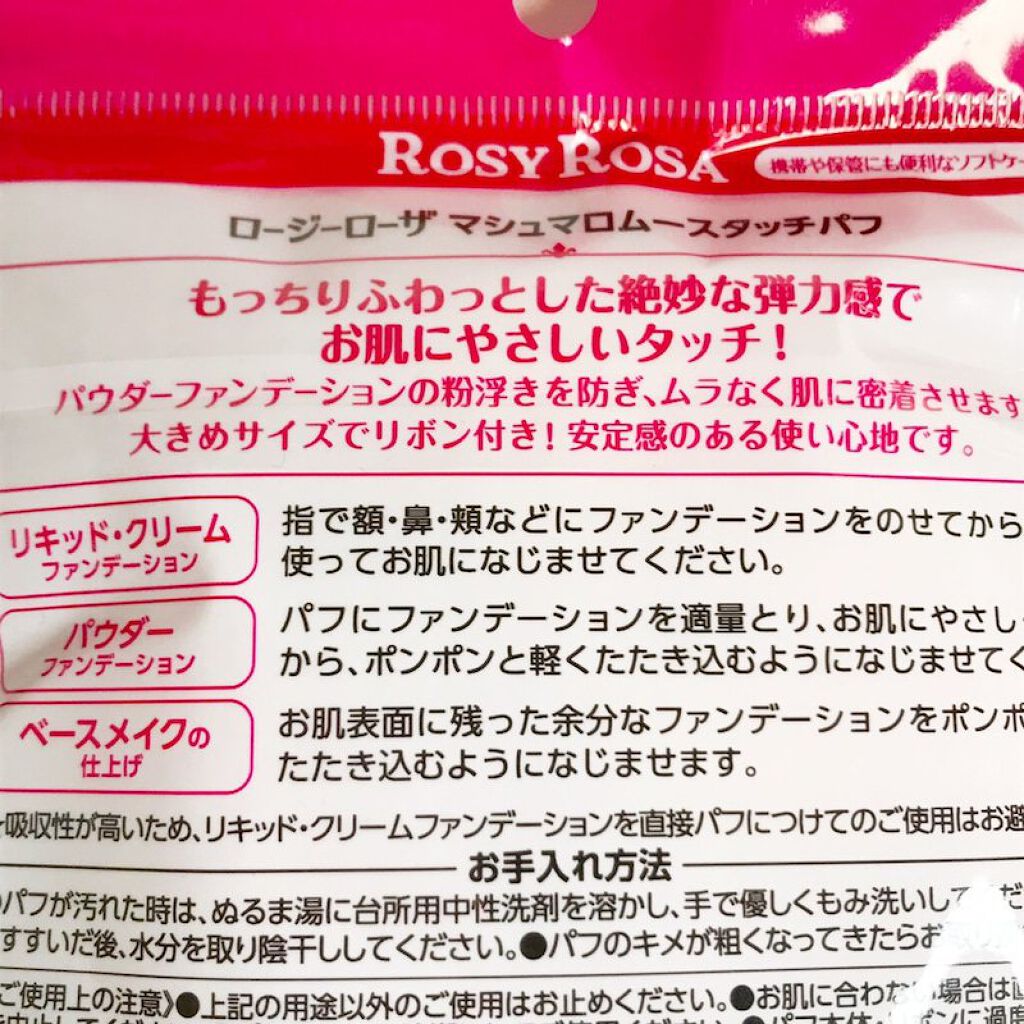 ROSY ROSA
携帯や保管にも便利なソフトケー
ロージーローザ マシュマロムースタッチパフ
もっちりふわっとした絶妙な弾力感で
お肌にやさしいタッチ！
パウダーファンデーションの粉浮きを防ぎ、ムラなく肌に密着させます
大きめサイズでリボン付き！安定感のある使い心地です。
リキッド・クリーム
ファンデーション
指で額・鼻・頬などにファンデーションをのせてから
使ってお肌になじませてください。
パウダー
ファンデーション
パフにファンデーションを適量とり、お肌にやさし
から、ポンポンと軽くたたき込むようになじませてく
ベースメイクの
仕上げ
お肌表面に残った余分なファンデーションをポンポ
たたき込むようになじませます。
吸収性が高いため、リキッド・クリームファンデーションを直接パフにつけてのご使用はお避
お手入れ方法
パフが汚れた時は、ぬるま湯に台所用中性洗剤を溶かし、手で優しくもみ洗いして
すすいだ後、水分を取り陰干ししてください。●パフのキメが粗くなってきたらお
ご使用上の注意》●上記の用途以外のご使用はお止めください。●お肌に合わない場合は